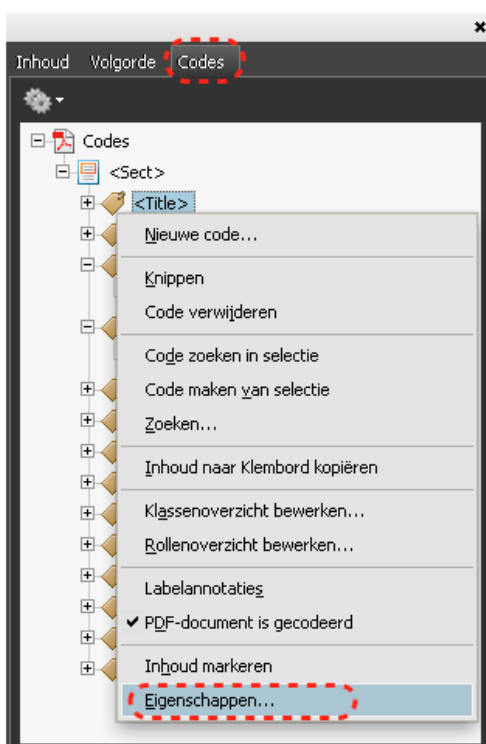 Inhoud Volgorde Codes
Codes
<Sect>
<Title>
Nieuwe code...
Knippen
Code verwijderen
Code zoeken in selectie
Code maken van selectie
Zoeken...
Inhoud naar Klembord kopiëren
Klassenoverzicht bewerken...
Rollenoverzicht bewerken...
Labelannotaties
PDF-document is gecodeerd
Inhoud markeren
Eigenschappen...